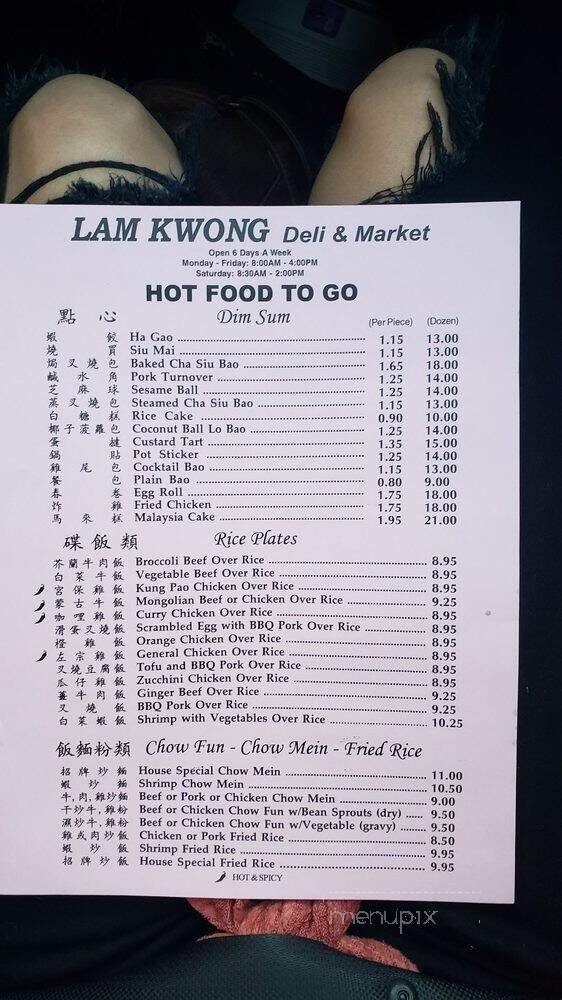 LAM KWONG Deli & Market
Open 6 Days A Week
Monday - Friday: 8:00AM - 4:00PM
Saturday: 8:30AM - 2:00PM
HOT FOOD TO GO
點心 Dim Sum (Per Piece) (Dozen)
蝦餃 Ha Gao 1.15 13.00
燒買 Siu Mai 1.15 13.00
焗叉燒包 Baked Cha Siu Bao 1.65 18.00
鹹水角 Pork Turnover 1.25 14.00
芝麻球 Sesame Ball 1.25 14.00
蒸叉燒包 Steamed Cha Siu Bao 1.15 13.00
白糖糕 Rice Cake 0.90 10.00
椰子菠蘿包 Coconut Ball Lo Bao 1.25 14.00
蛋撻 Custard Tart 1.35 15.00
鍋貼 Pot Sticker 1.25 14.00
雞尾包 Cocktail Bao 1.15 13.00
餐包 Plain Bao 0.80 9.00
春卷 Egg Roll 1.75 18.00
炸雞 Fried Chicken 1.75 18.00
馬來糕 Malaysia Cake 1.95 21.00
碟飯類 Rice Plates
芥蘭牛肉飯 Broccoli Beef Over Rice 8.95
白菜牛飯 Vegetable Beef Over Rice 8.95
宮保雞飯 Kung Pao Chicken Over Rice 8.95
蒙古牛飯 Mongolian Beef or Chicken Over Rice 9.25
咖哩雞飯 Curry Chicken Over Rice 8.95
滑蛋叉燒飯 Scrambled Egg with BBQ Pork Over Rice 8.95
橙雞飯 Orange Chicken Over Rice 8.95
左宗雞飯 General Chicken Over Rice 8.95
叉燒豆腐飯 Tofu and BBQ Pork Over Rice 8.95
瓜仔雞飯 Zucchini Chicken Over Rice 8.95
薑牛肉飯 Ginger Beef Over Rice 9.25
叉燒飯 BBQ Pork Over Rice 9.25
白菜蝦飯 Shrimp with Vegetables Over Rice 10.25
飯麵粉類 Chow Fun - Chow Mein - Fried Rice
招牌炒麵 House Special Chow Mein 11.00
蝦炒麵 Shrimp Chow Mein 10.50
牛,肉,雞炒麵 Beef or Pork or Chicken Chow Mein 9.00
干炒牛,雞粉 Beef or Chicken Chow Fun w/Bean Sprouts (dry) 9.50
濕炒牛,雞粉 Beef or Chicken Chow Fun w/Vegetable (gravy) 9.50
雞或肉炒飯 Chicken or Pork Fried Rice 8.50
蝦炒飯 Shrimp Fried Rice 9.95
招牌炒飯 House Special Fried Rice 9.95
HOT & SPICY
menupix